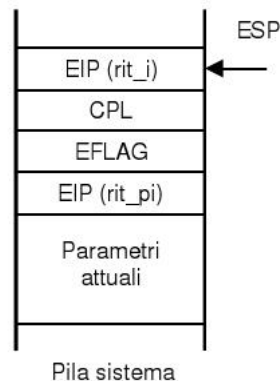 ESP
EIP (rit_i)
CPL
EFLAG
EIP (rit_pi)
Parametri
attuali
Pila sistema